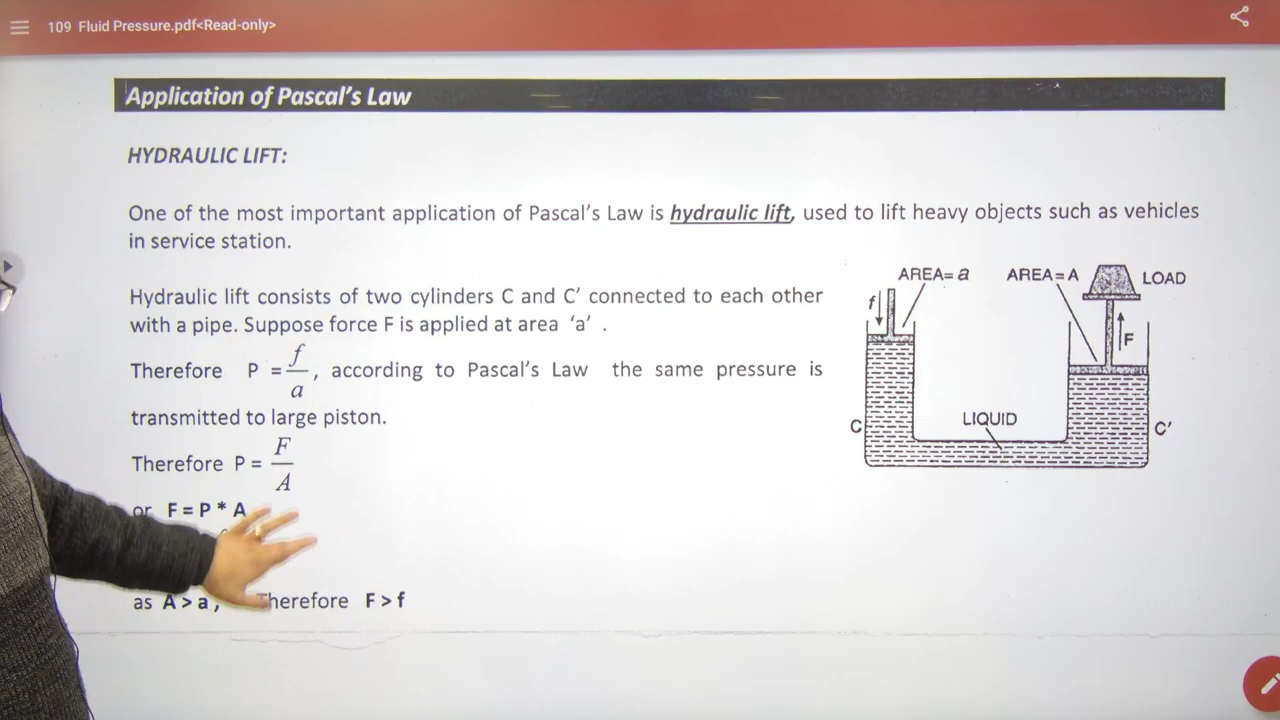 109 Fluid Pressure.pdf<Read-only>
Application of Pascal's Law
HYDRAULIC LIFT:
One of the most important application of Pascal's Law is hydraulic lift, used to lift heavy objects such as vehicles
in service station.
Hydraulic lift consists of two cylinders C and C′ connected to each other
with a pipe. Suppose force F is applied at area 'a' .
Therefore P = f/a, according to Pascal's Law the same pressure is
transmitted to large piston.
Therefore P = F/A
or F = P * A
as A > a, Therefore F > f
AREA= a AREA= A LOAD
f
F
LIQUID
C C′